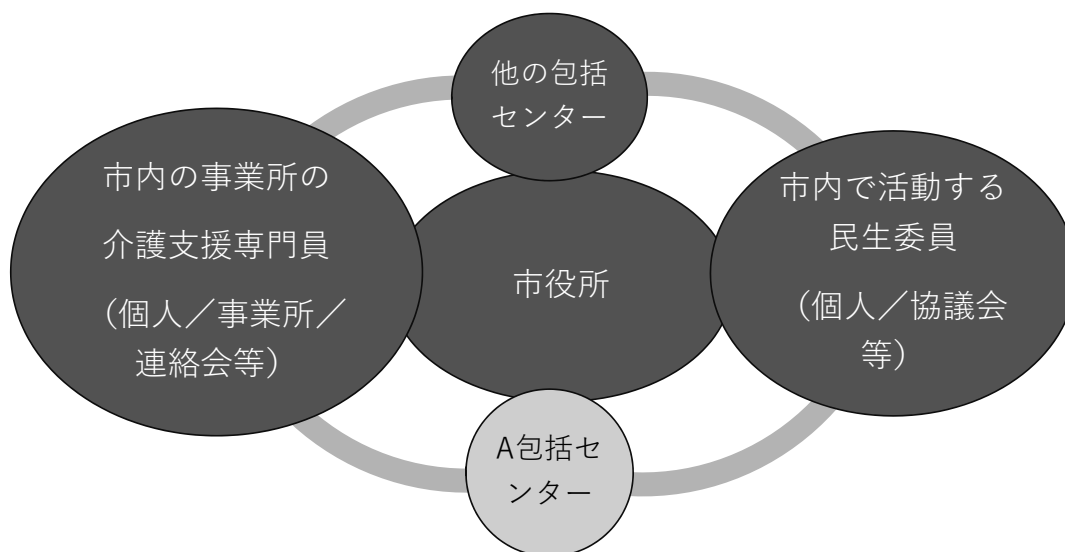 他の包括
センター
市内の事業所の
介護支援専門員
（個人／事業所／
連絡会等）
市役所
市内で活動する
民生委員
（個人／協議会
等）
A包括セ
ンター